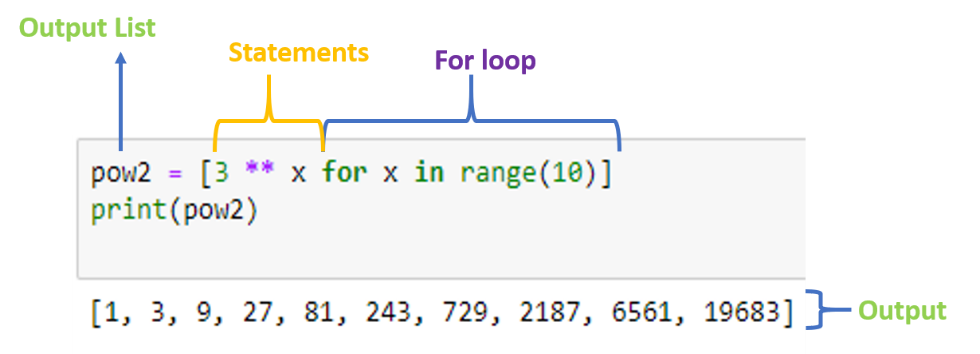 Output List
Statements
For loop
pow2 = [3 ** x for x in range(10)]
print(pow2)
[1, 3, 9, 27, 81, 243, 729, 2187, 6561, 19683]
Output